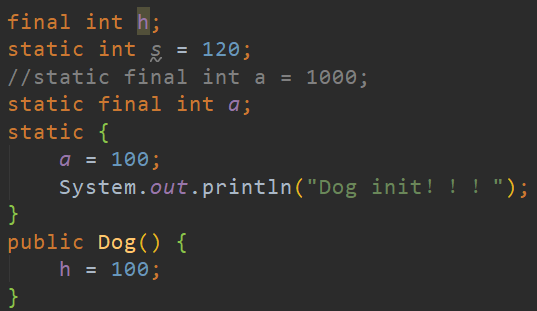 final int h;
static int s = 120;
//static final int a = 1000;
static final int a;
static {
    a = 100;
    System.out.println("Dog init！！！");
}
public Dog() {
    h = 100;
}